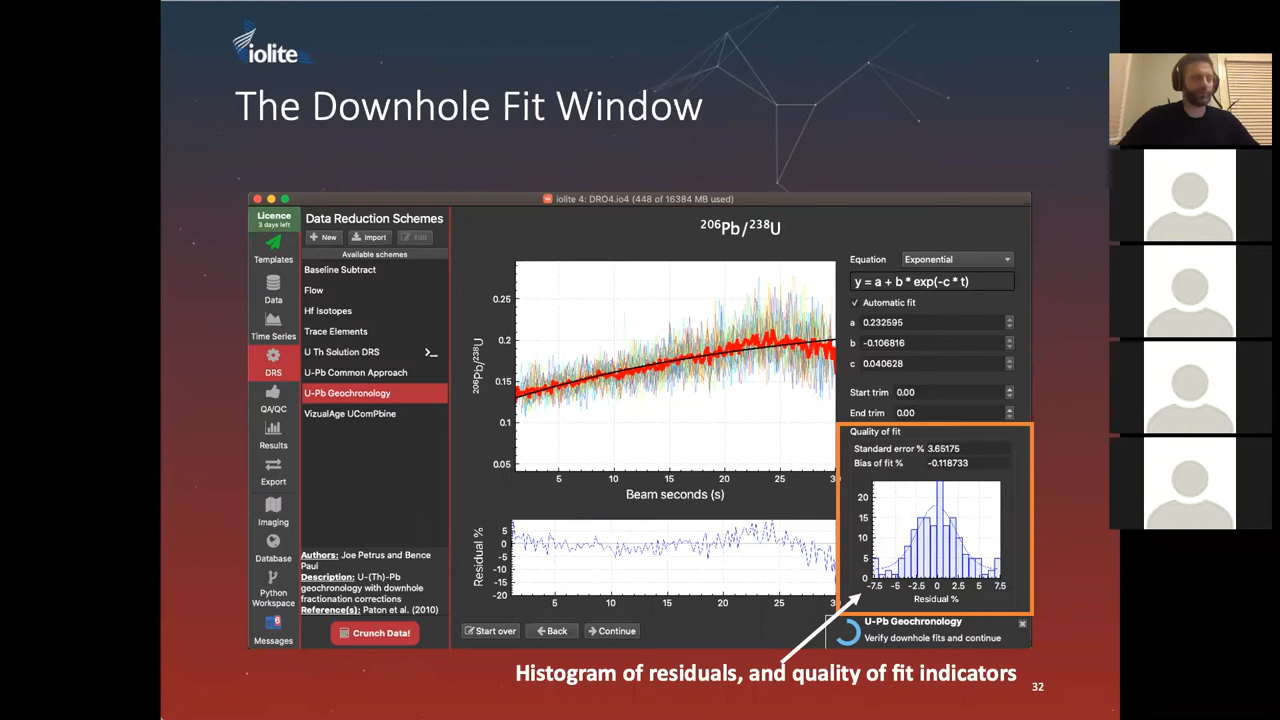 iolite
The Downhole Fit Window
iolite 4: DRO4.io4 (448 of 16384 MB used)
Licence
3 days left
Templates
Data
Time Series
DRS
QA/QC
Results
Export
Imaging
Database
Python
Workspace
6
Messages
Data Reduction Schemes
New
Import
Edit
Available schemes
Baseline Subtract
Flow
Hf Isotopes
Trace Elements
U Th Solution DRS
U-Pb Common Approach
U-Pb Geochronology
VizualAge UComPbine
Authors: Joe Petrus and Bence
Paul
Description: U-(Th)-Pb
geochronology with downhole
fractionation corrections
Reference(s): Paton et al. (2010)
Crunch Data!
²⁰⁶Pb/²³⁸U
²⁰⁶Pb/²³⁸U
0.25
0.2
0.15
0.1
0.05
5 10 15 20 25 30
Beam seconds (s)
Residual %
5
0
-5
-10
-15
-20
5 10 15 20 25 30
Start over
Back
Continue
Equation Exponential
y = a + b * exp(-c * t)
Automatic fit
a 0.232595
b -0.106816
c 0.040628
Start trim 0.00
End trim 0.00
Quality of fit
Standard error % 3.65175
Bias of fit % -0.118733
20
15
10
5
0
-7.5 -5 -2.5 0 2.5 5 7.5
Residual %
U-Pb Geochronology
Verify downhole fits and continue
Histogram of residuals, and quality of fit indicators
32